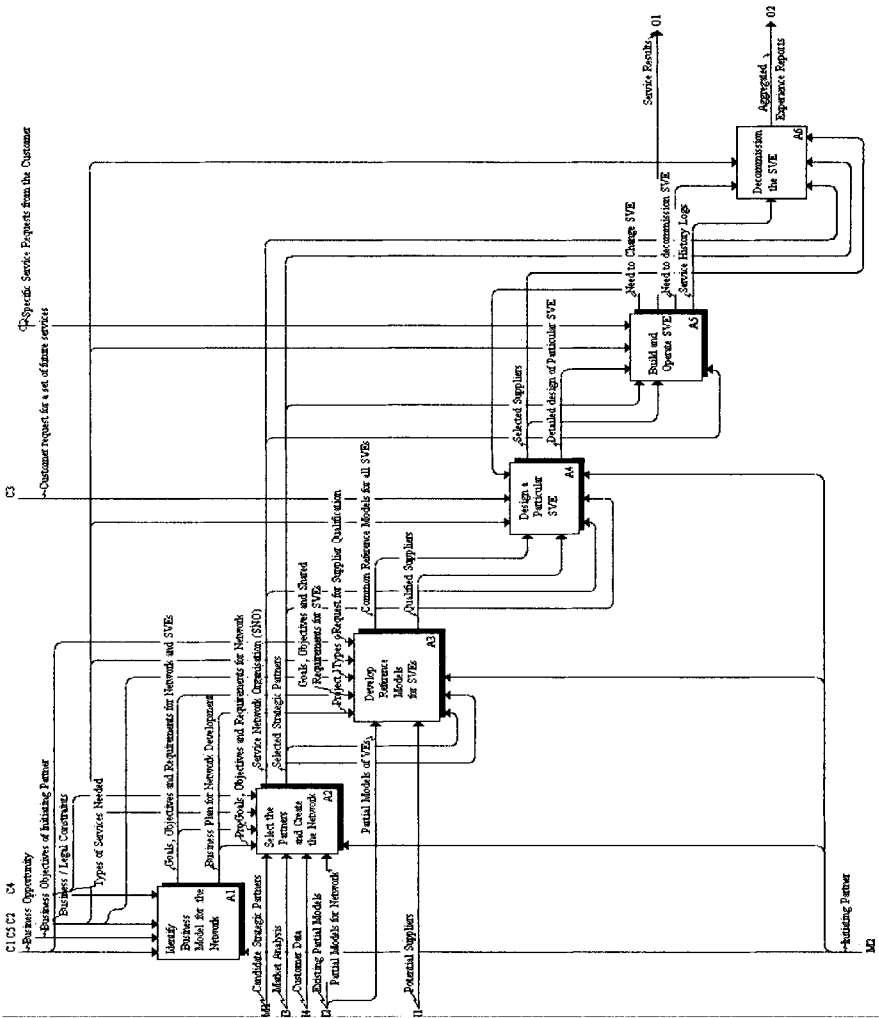 C1 C5 C2 C4
Business Opportunity
Business Objectives of Initiating Partner
Business / Legal Constraints
Types of Services Needed
C3
Customer request for a set of future services
Specific Service Requests from the Customer
Identify
Business
Model for the
Network
A1
Goals, Objectives and Requirements for Network and SVEs
Business Plan for Network Development
Goals, Objectives and Requirements for Network
Candidate Strategic Partners
Market Analysis
Customer Data
Existing Partial Models
Partial Models for Network
I3
I4
I2
Select the
Partners
and Create
the Network
A2
Service Network Organisation (SNO)
Selected Strategic Partners
Goals, Objectives and Shared
Requirements for SVEs
Project Types
Request for Supplier Qualification
Partial Models of VEs
Potential Suppliers
I1
Develop
Reference
Models
for SVEs
A3
Common Reference Models for all SVEs
Qualified Suppliers
Design a
Particular
SVE
A4
Selected Suppliers
Detailed design of Particular SVE
Build and
Operate SVE
A5
Need to Change SVE
Need to decommission SVE
Service History Logs
Service Results
O1
Decommission
the SVE
A6
Aggregated
Experience Reports
O2
Initiating Partner
M2